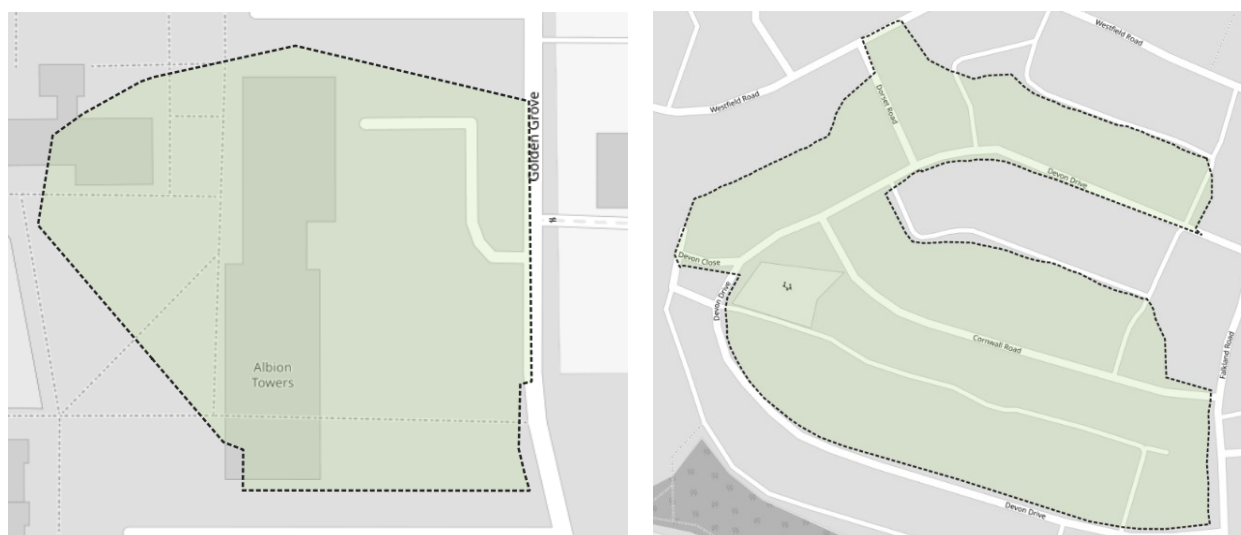 Golden Grove
Albion
Towers
Westfield Road
Westfield Road
Dorset Road
Devon Drive
Devon Close
Devon Drive
Cornwall Road
Falkland Road
Devon Drive